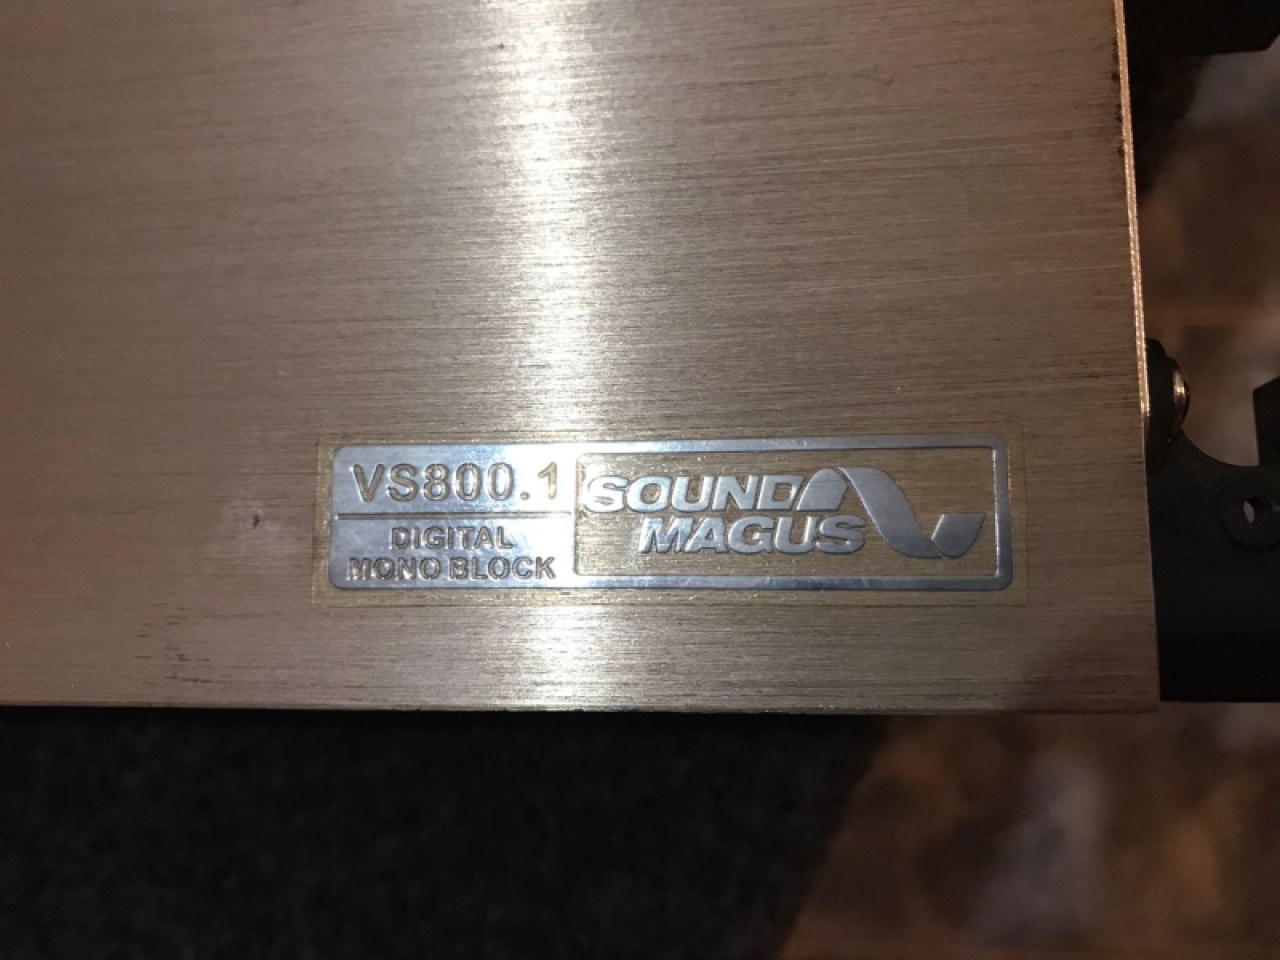 VS800.1
DIGITAL
MONO BLOCK
SOUND
MAGUS